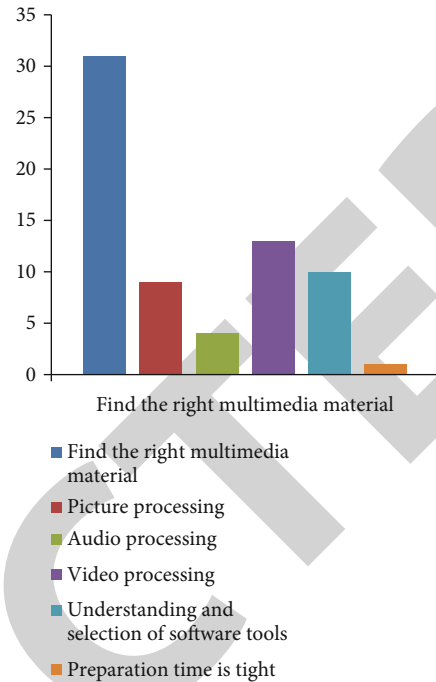 35
30
25
20
15
10
5
0
Find the right multimedia material
Find the right multimedia
material
Picture processing
Audio processing
Video processing
Understanding and
selection of software tools
Preparation time is tight
CTE